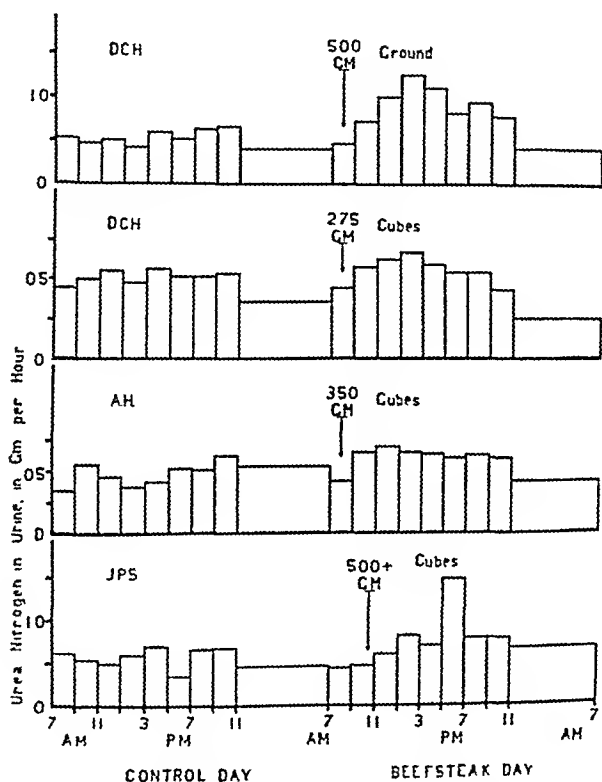 DCH
500
GM Ground
10
0
DCH
275
GM Cubes
05
0
AH
350
GM Cubes
05
0
JPS
500+
GM Cubes
10
0
Urea Nitrogen in Urine, in Gm per Hour
7 11 3 7 11 7 11 3 7 11 7
AM PM AM PM AM
CONTROL DAY BEEFSTEAK DAY